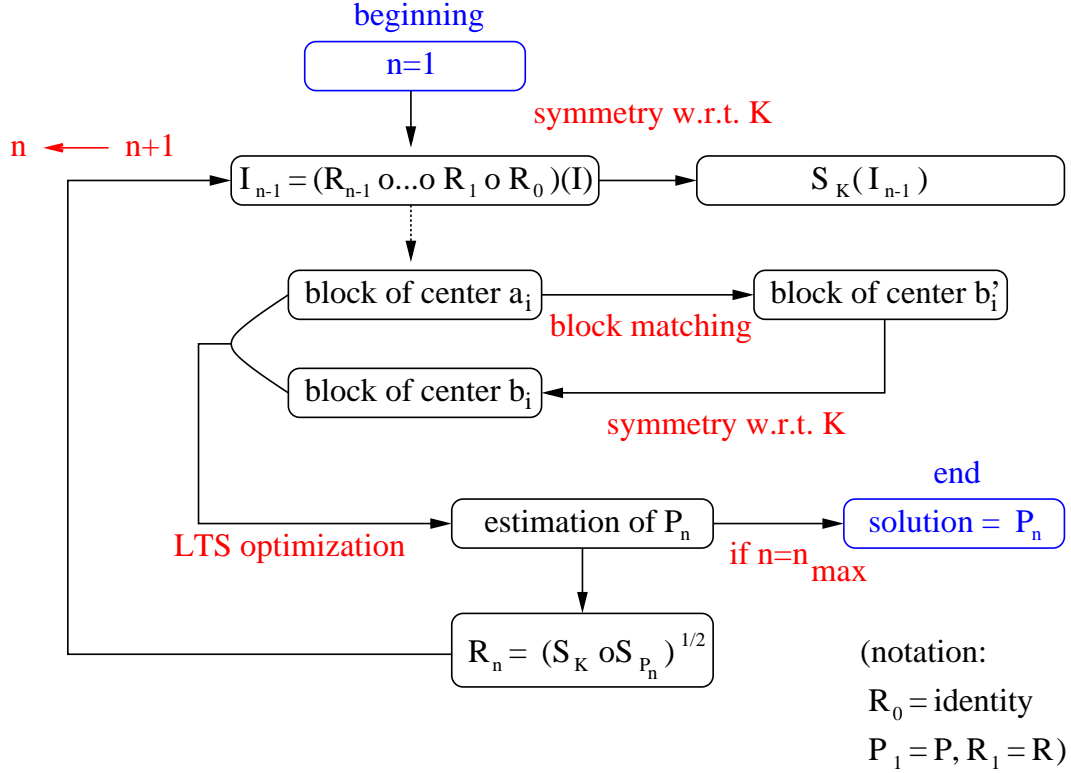 beginning
n=1
symmetry w.r.t. K
n ← n+1
I n-1 = (R n-1 o...o R 1 o R 0 )(I)
S K ( I n-1 )
block of center a i
block of center b' i
block matching
block of center b i
symmetry w.r.t. K
end
estimation of P n
solution = P n
LTS optimization
if n=n max
R n = (S K o S P n ) 1/2
(notation:
R 0 = identity
P 1 = P, R 1 = R)